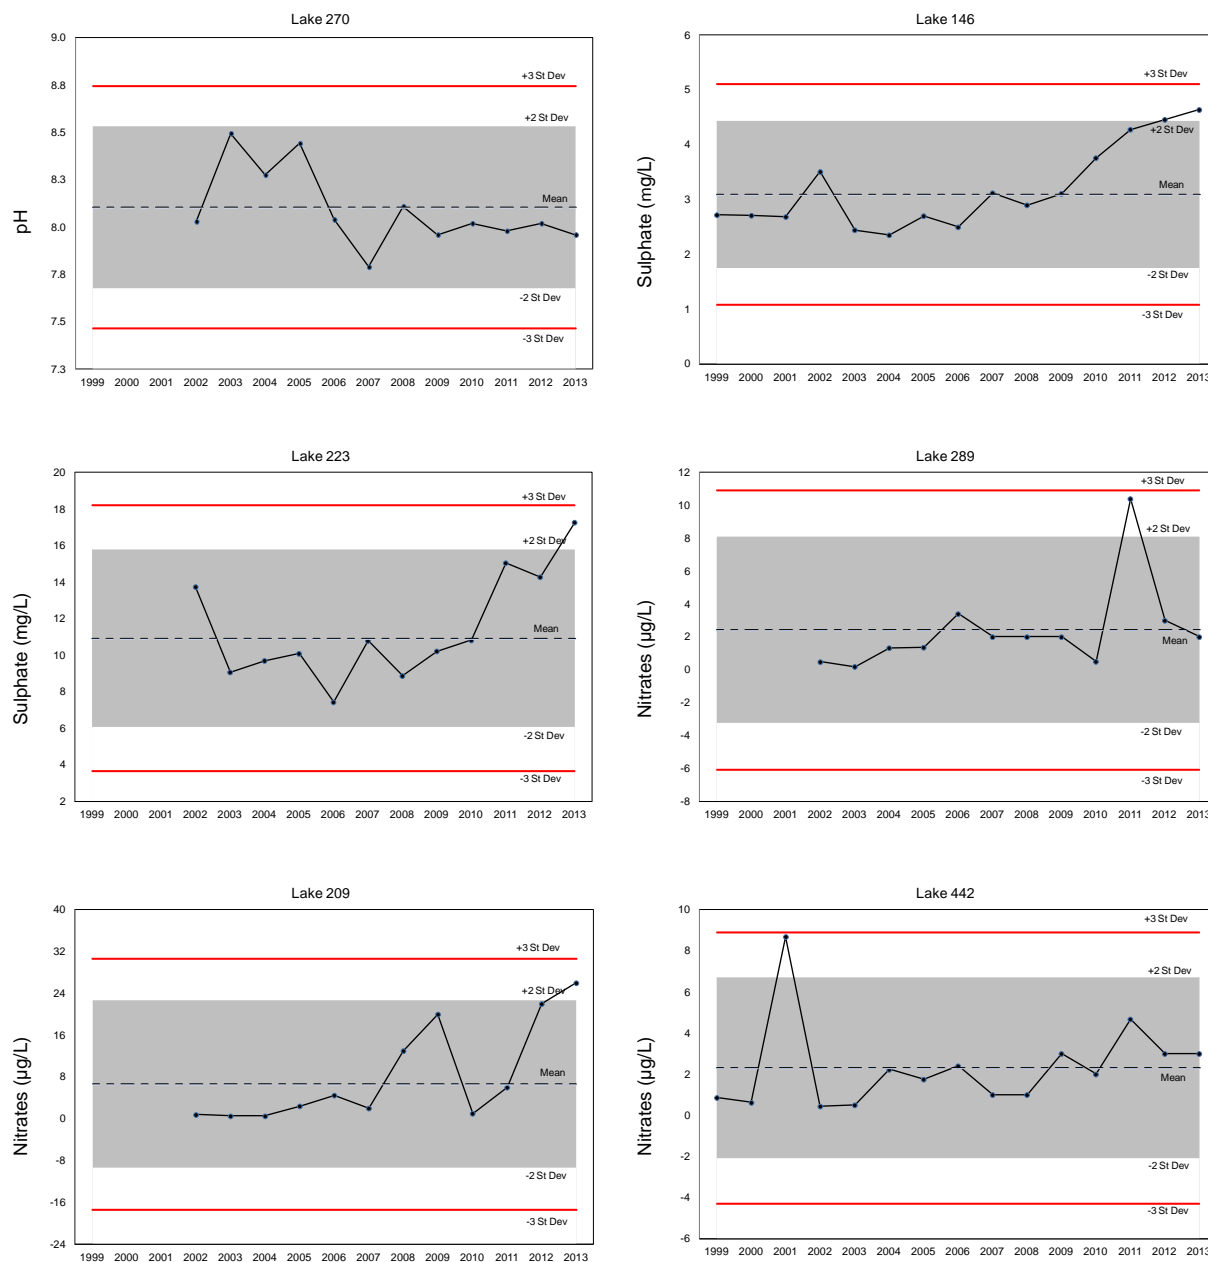 Lake 270
pH
9.0
8.8
8.5
8.3
8.0
7.8
7.5
7.3
+3 St Dev
+2 St Dev
Mean
-2 St Dev
-3 St Dev
1999 2000 2001 2002 2003 2004 2005 2006 2007 2008 2009 2010 2011 2012 2013
Lake 146
Sulphate (mg/L)
6
5
4
3
2
1
0
+3 St Dev
+2 St Dev
Mean
-2 St Dev
-3 St Dev
1999 2000 2001 2002 2003 2004 2005 2006 2007 2008 2009 2010 2011 2012 2013
Lake 223
Sulphate (mg/L)
20
18
16
14
12
10
8
6
4
2
+3 St Dev
+2 St Dev
Mean
-2 St Dev
-3 St Dev
1999 2000 2001 2002 2003 2004 2005 2006 2007 2008 2009 2010 2011 2012 2013
Lake 289
Nitrates (µg/L)
12
10
8
6
4
2
0
-2
-4
-6
-8
+3 St Dev
+2 St Dev
Mean
-2 St Dev
-3 St Dev
1999 2000 2001 2002 2003 2004 2005 2006 2007 2008 2009 2010 2011 2012 2013
Lake 209
Nitrates (µg/L)
40
32
24
16
8
0
-8
-16
-24
+3 St Dev
+2 St Dev
Mean
-2 St Dev
-3 St Dev
1999 2000 2001 2002 2003 2004 2005 2006 2007 2008 2009 2010 2011 2012 2013
Lake 442
Nitrates (µg/L)
10
8
6
4
2
0
-2
-4
-6
+3 St Dev
+2 St Dev
Mean
-2 St Dev
-3 St Dev
1999 2000 2001 2002 2003 2004 2005 2006 2007 2008 2009 2010 2011 2012 2013